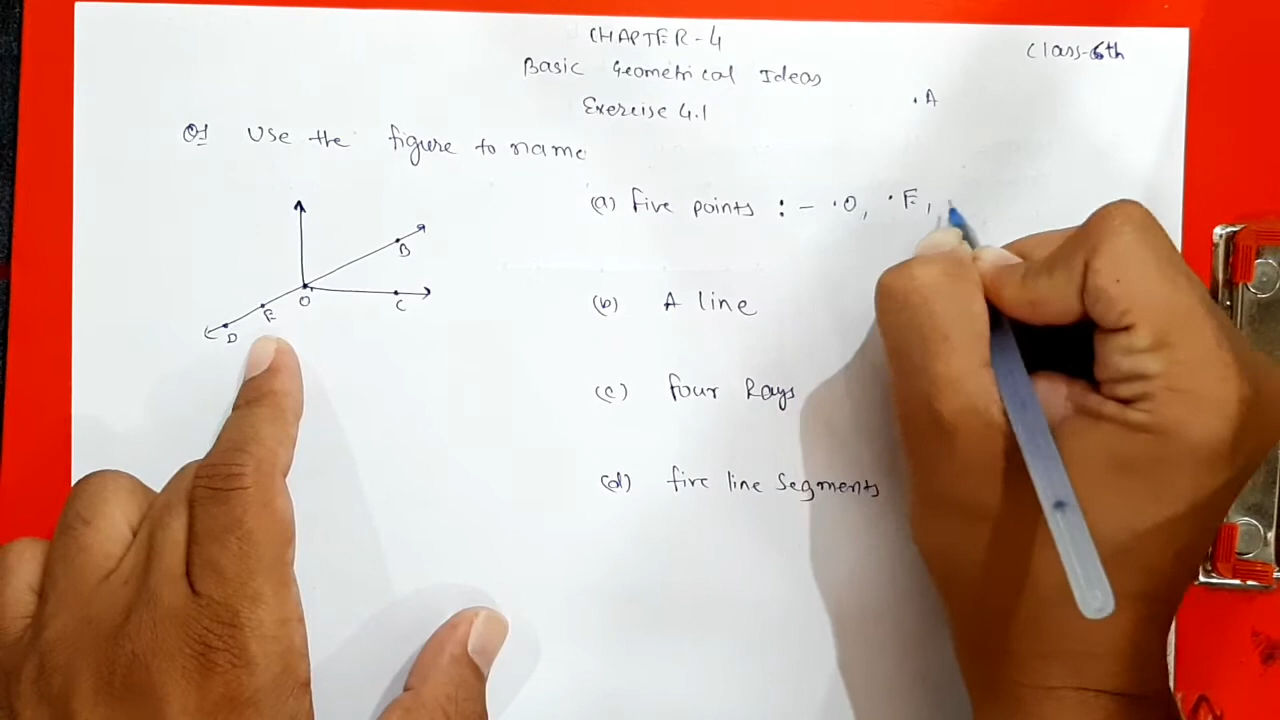 CHAPTER-4
Class-6th
Basic Geometrical Ideas
.A
Exercise 4.1
Q1 Use the figure to name
(a) five points :- .O, .E,
B
O
C
E
D
(b) A line
(c) four Rays
(d) five line Segments